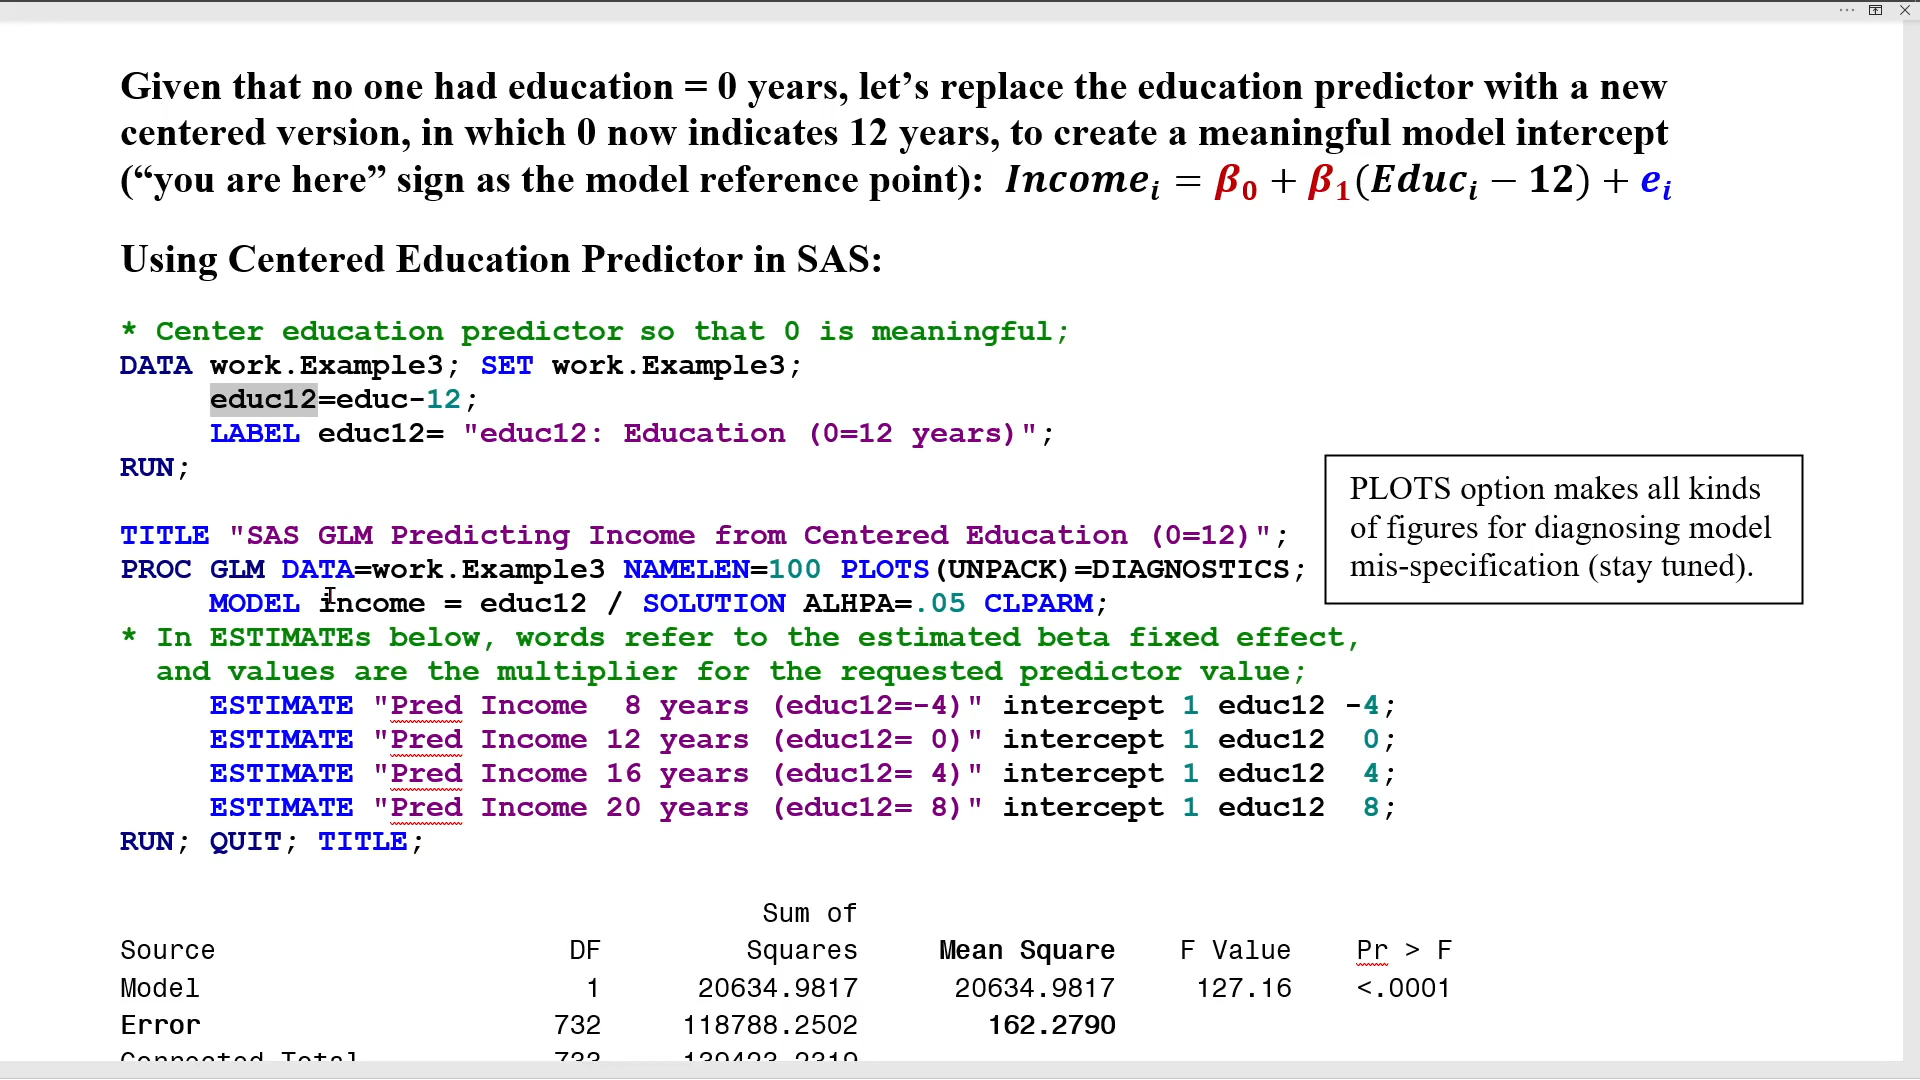 Given that no one had education = 0 years, let’s replace the education predictor with a new
centered version, in which 0 now indicates 12 years, to create a meaningful model intercept
(“you are here” sign as the model reference point): Incomeᵢ = β₀ + β₁(Educᵢ − 12) + eᵢ
Using Centered Education Predictor in SAS:
* Center education predictor so that 0 is meaningful;
DATA work.Example3; SET work.Example3;
educ12=educ-12;
LABEL educ12= "educ12: Education (0=12 years)";
RUN;
PLOTS option makes all kinds
of figures for diagnosing model
mis-specification (stay tuned).
TITLE "SAS GLM Predicting Income from Centered Education (0=12)";
PROC GLM DATA=work.Example3 NAMELEN=100 PLOTS(UNPACK)=DIAGNOSTICS;
MODEL income = educ12 / SOLUTION ALHPA=.05 CLPARM;
* In ESTIMATEs below, words refer to the estimated beta fixed effect,
and values are the multiplier for the requested predictor value;
ESTIMATE "Pred Income  8 years (educ12=-4)" intercept 1 educ12 -4;
ESTIMATE "Pred Income 12 years (educ12= 0)" intercept 1 educ12  0;
ESTIMATE "Pred Income 16 years (educ12= 4)" intercept 1 educ12  4;
ESTIMATE "Pred Income 20 years (educ12= 8)" intercept 1 educ12  8;
RUN; QUIT; TITLE;
Sum of
Source DF Squares Mean Square F Value Pr > F
Model 1 20634.9817 20634.9817 127.16 <.0001
Error 732 118788.2502 162.2790
Corrected Total 733 139423.2319